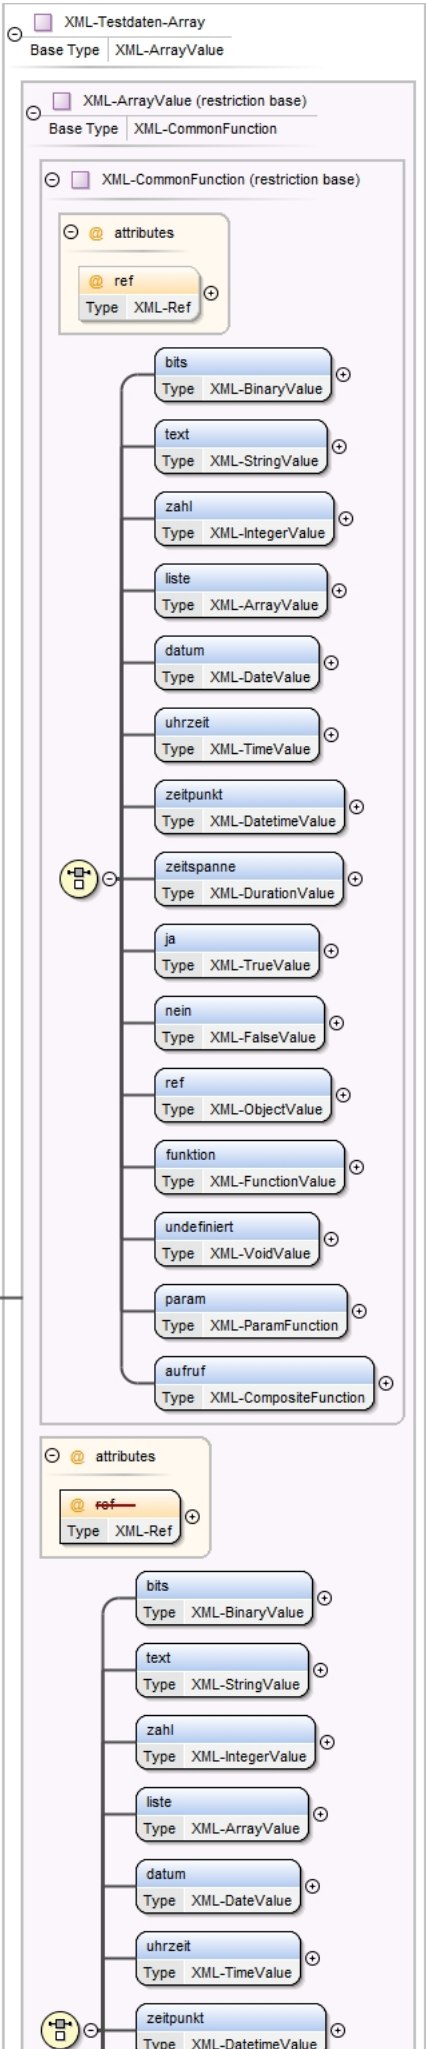 XML-Testdaten-Array
Base Type XML-ArrayValue
XML-ArrayValue (restriction base)
Base Type XML-CommonFunction
XML-CommonFunction (restriction base)
@ attributes
@ ref
Type XML-Ref
bits
Type XML-BinaryValue
text
Type XML-StringValue
zahl
Type XML-IntegerValue
liste
Type XML-ArrayValue
datum
Type XML-DateValue
uhrzeit
Type XML-TimeValue
zeitpunkt
Type XML-DatetimeValue
zeitspanne
Type XML-DurationValue
ja
Type XML-TrueValue
nein
Type XML-FalseValue
ref
Type XML-ObjectValue
funktion
Type XML-FunctionValue
undefiniert
Type XML-VoidValue
param
Type XML-ParamFunction
aufruf
Type XML-CompositeFunction
@ attributes
@ ref
Type XML-Ref
bits
Type XML-BinaryValue
text
Type XML-StringValue
zahl
Type XML-IntegerValue
liste
Type XML-ArrayValue
datum
Type XML-DateValue
uhrzeit
Type XML-TimeValue
zeitpunkt
Type XML-DatetimeValue